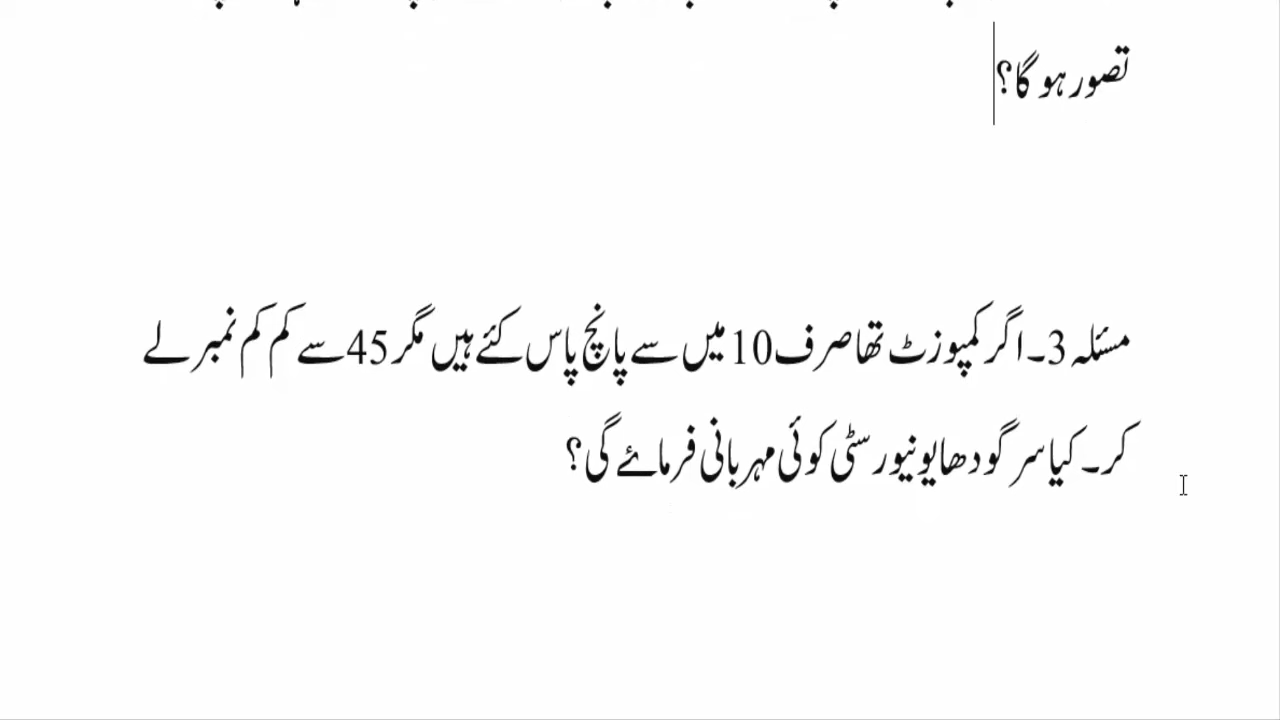 تصور ہو گا؟
مسئلہ 3۔ اگر کمپوزٹ تھا صرف 10 میں سے پانچ پاس کئے ہیں مگر 45 سے کم کم نمبر لے
کر۔ کیا سرگودھا یونیورسٹی کوئی مہربانی فرمائے گی؟